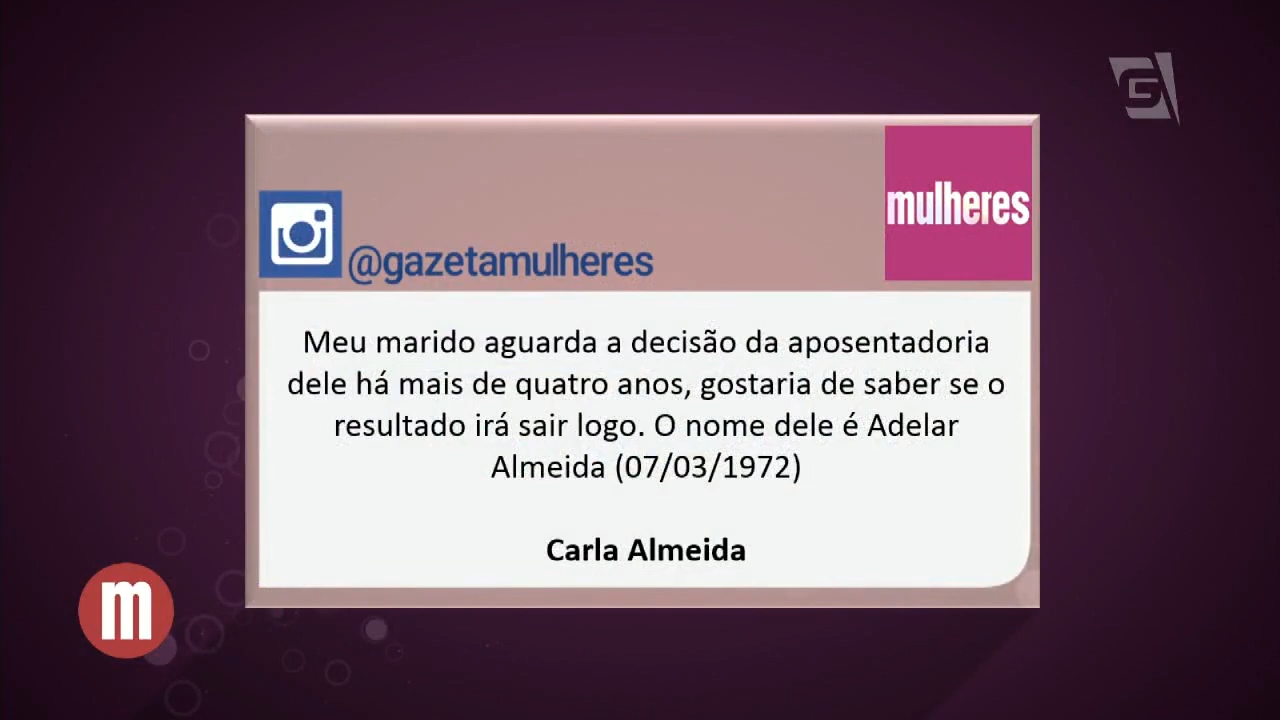 G
mulheres
@gazetamulheres
Meu marido aguarda a decisão da aposentadoria
dele há mais de quatro anos, gostaria de saber se o
resultado irá sair logo. O nome dele é Adelar
Almeida (07/03/1972)
Carla Almeida
m